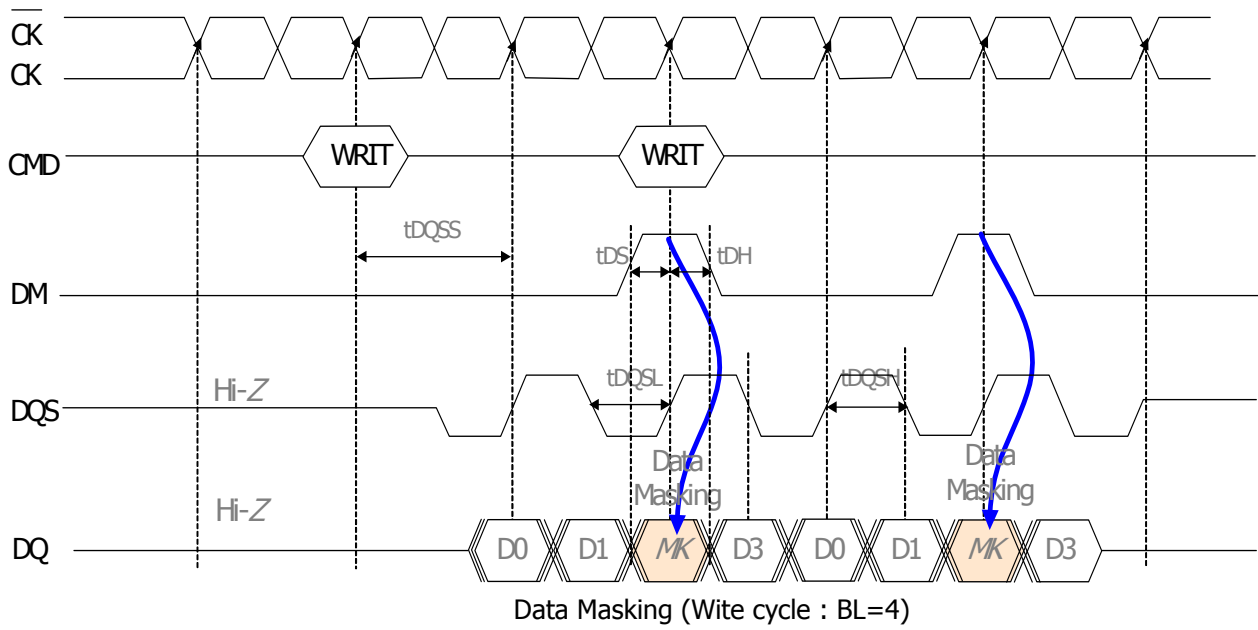 CK
CK
CMD
WRIT
WRIT
tDQSS
tDS
tDH
DM
Hi-Z
tDQSL
tDQSH
DQS
Data
Masking
Data
Masking
Hi-Z
DQ
D0
D1
MK
D3
D0
D1
MK
D3
Data Masking (Wite cycle : BL=4)